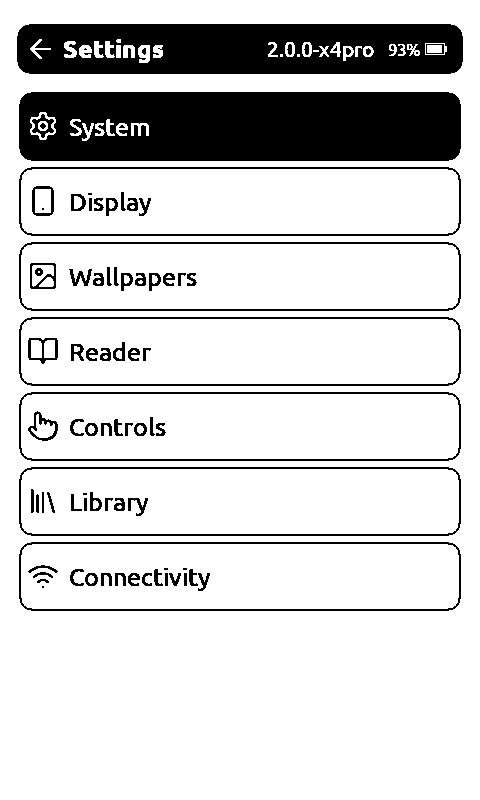 Settings 2.0.0-x4pro 93%
System
Display
Wallpapers
Reader
Controls
Library
Connectivity